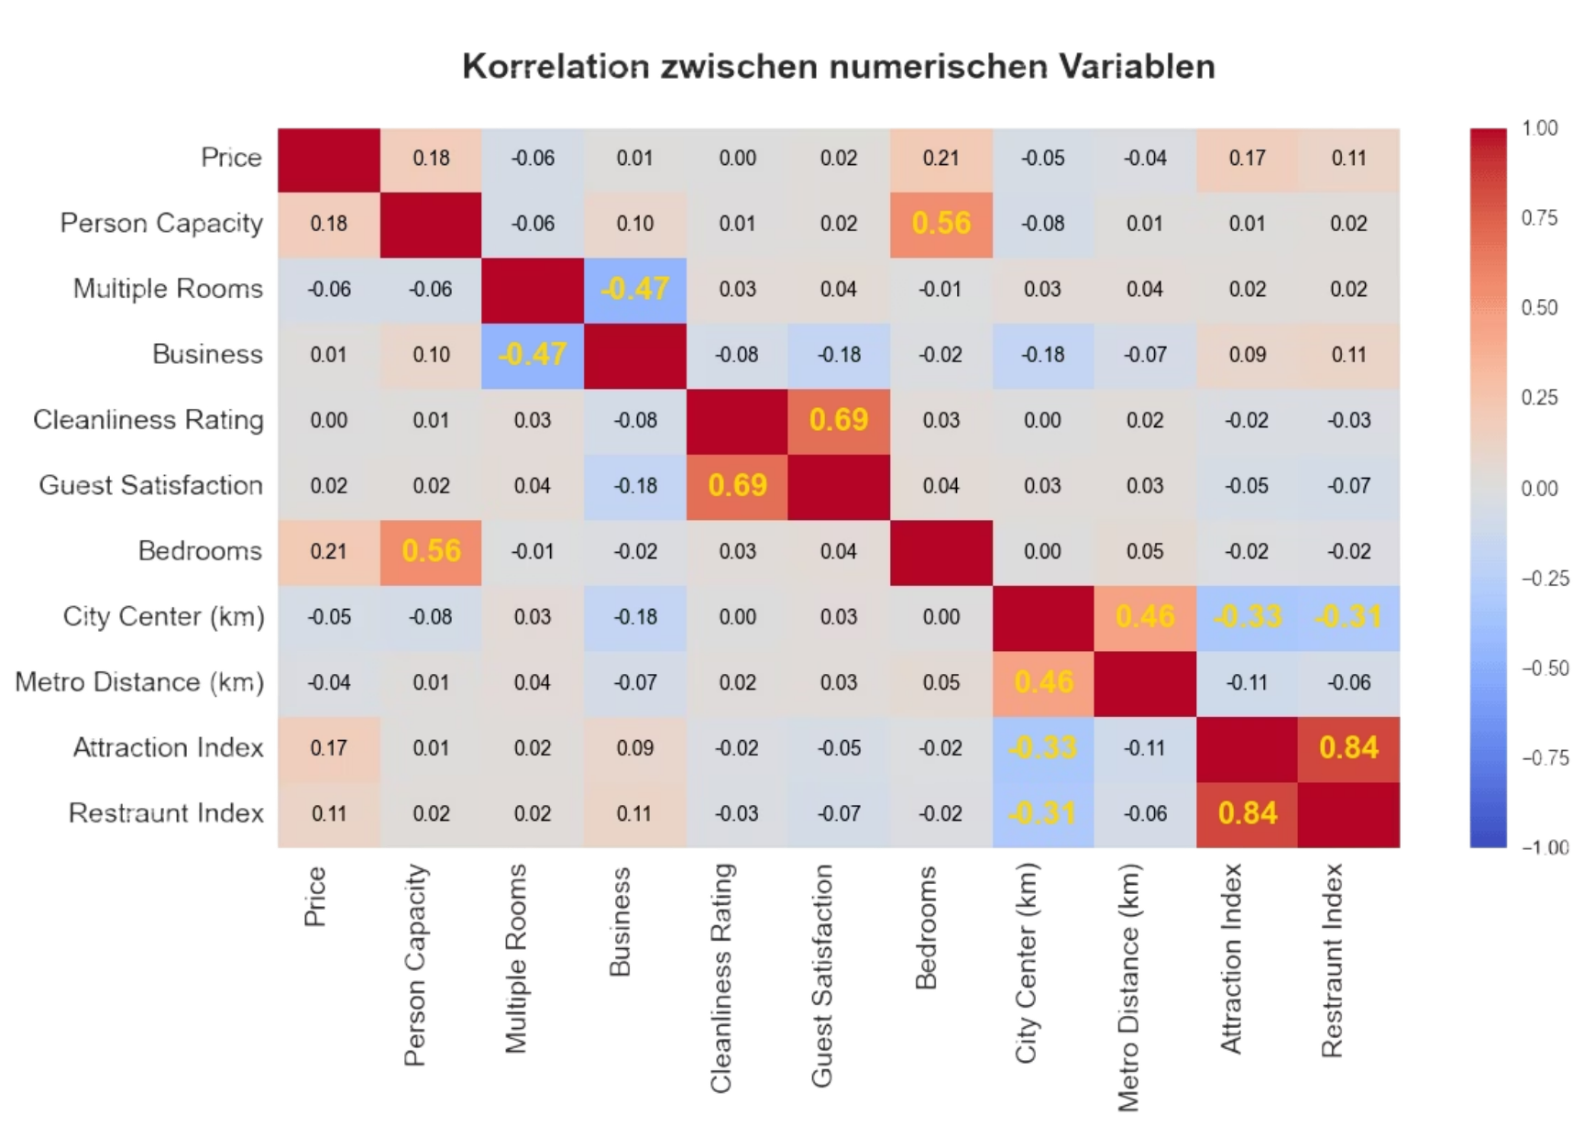 Korrelation zwischen numerischen Variablen
Price 0.18 -0.06 0.01 0.00 0.02 0.21 -0.05 -0.04 0.17 0.11
Person Capacity 0.18 -0.06 0.10 0.01 0.02 0.56 -0.08 0.01 0.01 0.02
Multiple Rooms -0.06 -0.06 -0.47 0.03 0.04 -0.01 0.03 0.04 0.02 0.02
Business 0.01 0.10 -0.47 -0.08 -0.18 -0.02 -0.18 -0.07 0.09 0.11
Cleanliness Rating 0.00 0.01 0.03 -0.08 0.69 0.03 0.00 0.02 -0.02 -0.03
Guest Satisfaction 0.02 0.02 0.04 -0.18 0.69 0.04 0.03 0.03 -0.05 -0.07
Bedrooms 0.21 0.56 -0.01 -0.02 0.03 0.04 0.00 0.05 -0.02 -0.02
City Center (km) -0.05 -0.08 0.03 -0.18 0.00 0.03 0.00 0.46 -0.33 -0.31
Metro Distance (km) -0.04 0.01 0.04 -0.07 0.02 0.03 0.05 0.46 -0.11 -0.06
Attraction Index 0.17 0.01 0.02 0.09 -0.02 -0.05 -0.02 -0.33 -0.11 0.84
Restraunt Index 0.11 0.02 0.02 0.11 -0.03 -0.07 -0.02 -0.31 -0.06 0.84
Price
Person Capacity
Multiple Rooms
Business
Cleanliness Rating
Guest Satisfaction
Bedrooms
City Center (km)
Metro Distance (km)
Attraction Index
Restraunt Index
1.00
0.75
0.50
0.25
0.00
−0.25
−0.50
−0.75
−1.00